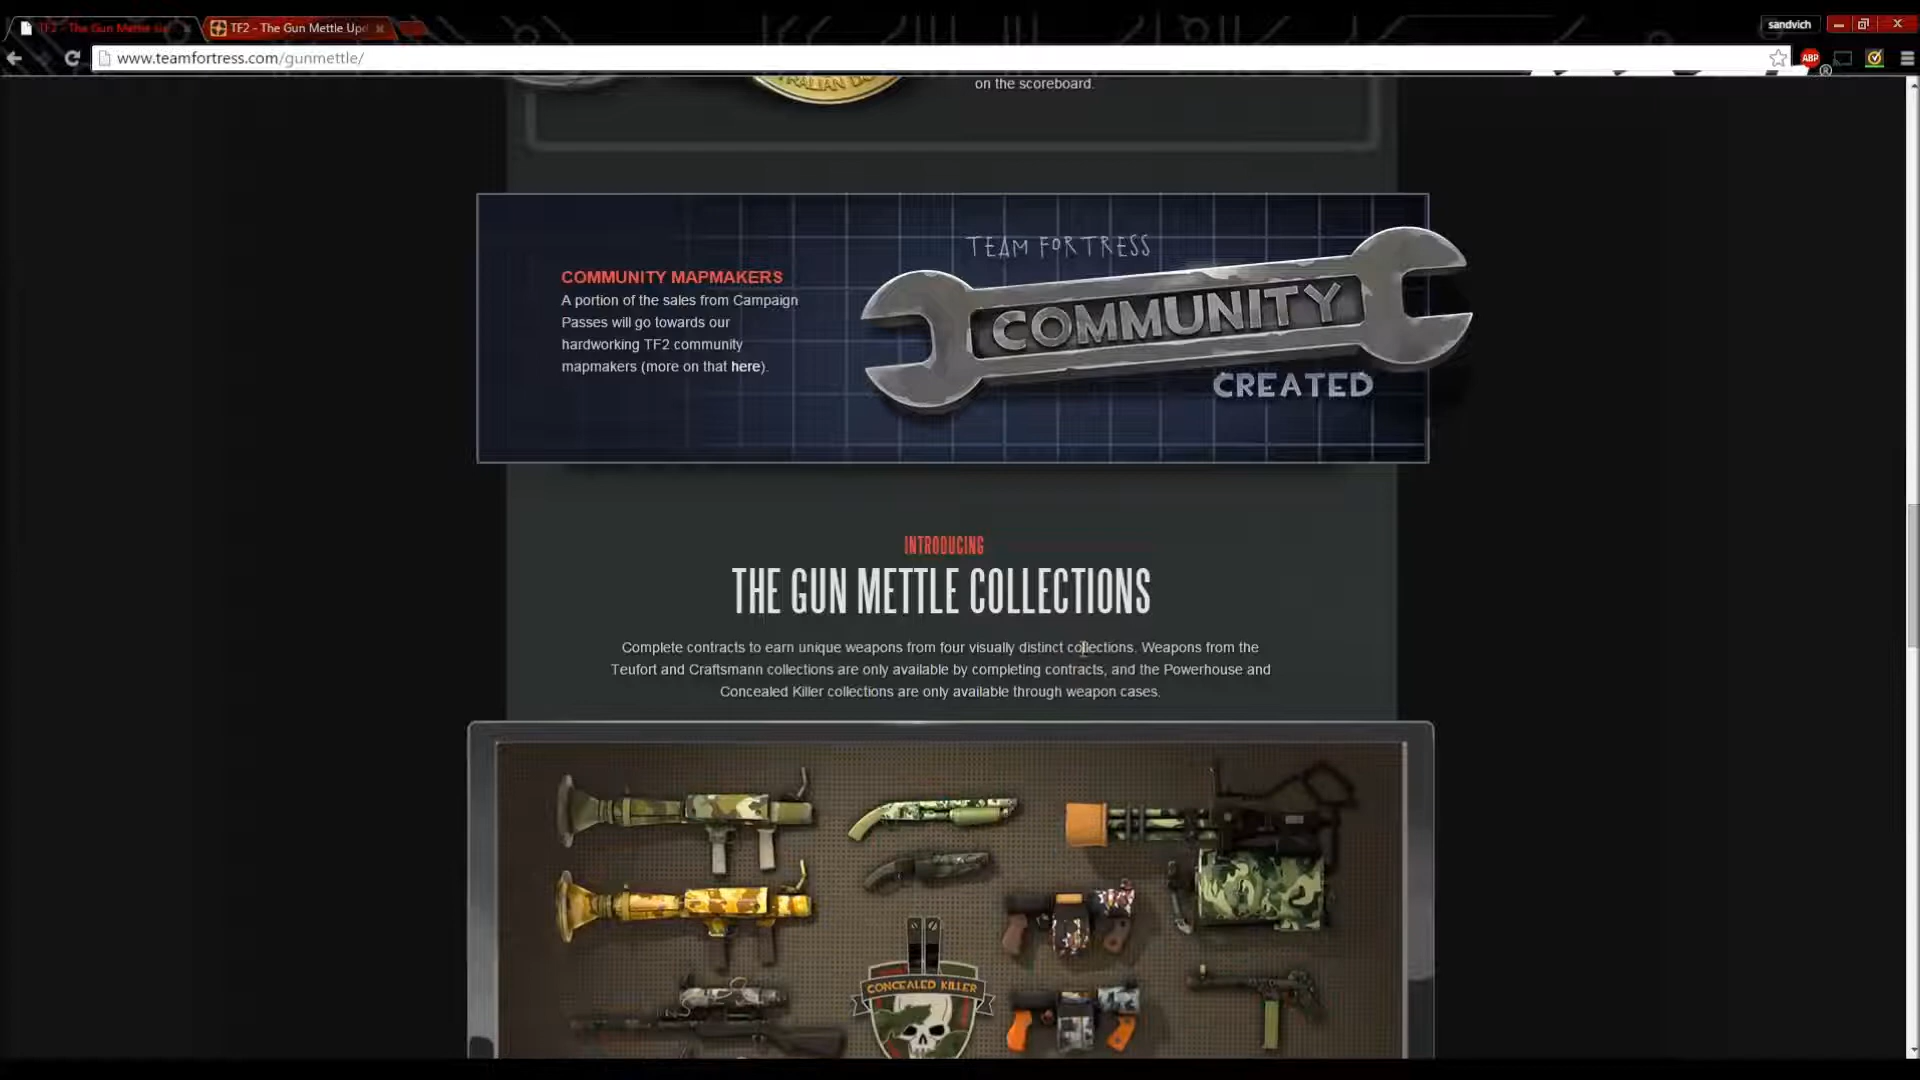 TF2 - The Gun Mettle Up
TF2 - The Gun Mettle Up
sandvich
www.teamfortress.com/gunmettle/
ABP
on the scoreboard.
TEAM FORTRESS
COMMUNITY
CREATED
COMMUNITY MAPMAKERS
A portion of the sales from Campaign
Passes will go towards our
hardworking TF2 community
mapmakers (more on that here).
INTRODUCING
THE GUN METTLE COLLECTIONS
Complete contracts to earn unique weapons from four visually distinct collections. Weapons from the
Teufort and Craftsmann collections are only available by completing contracts, and the Powerhouse and
Concealed Killer collections are only available through weapon cases.
CONCEALED KILLER